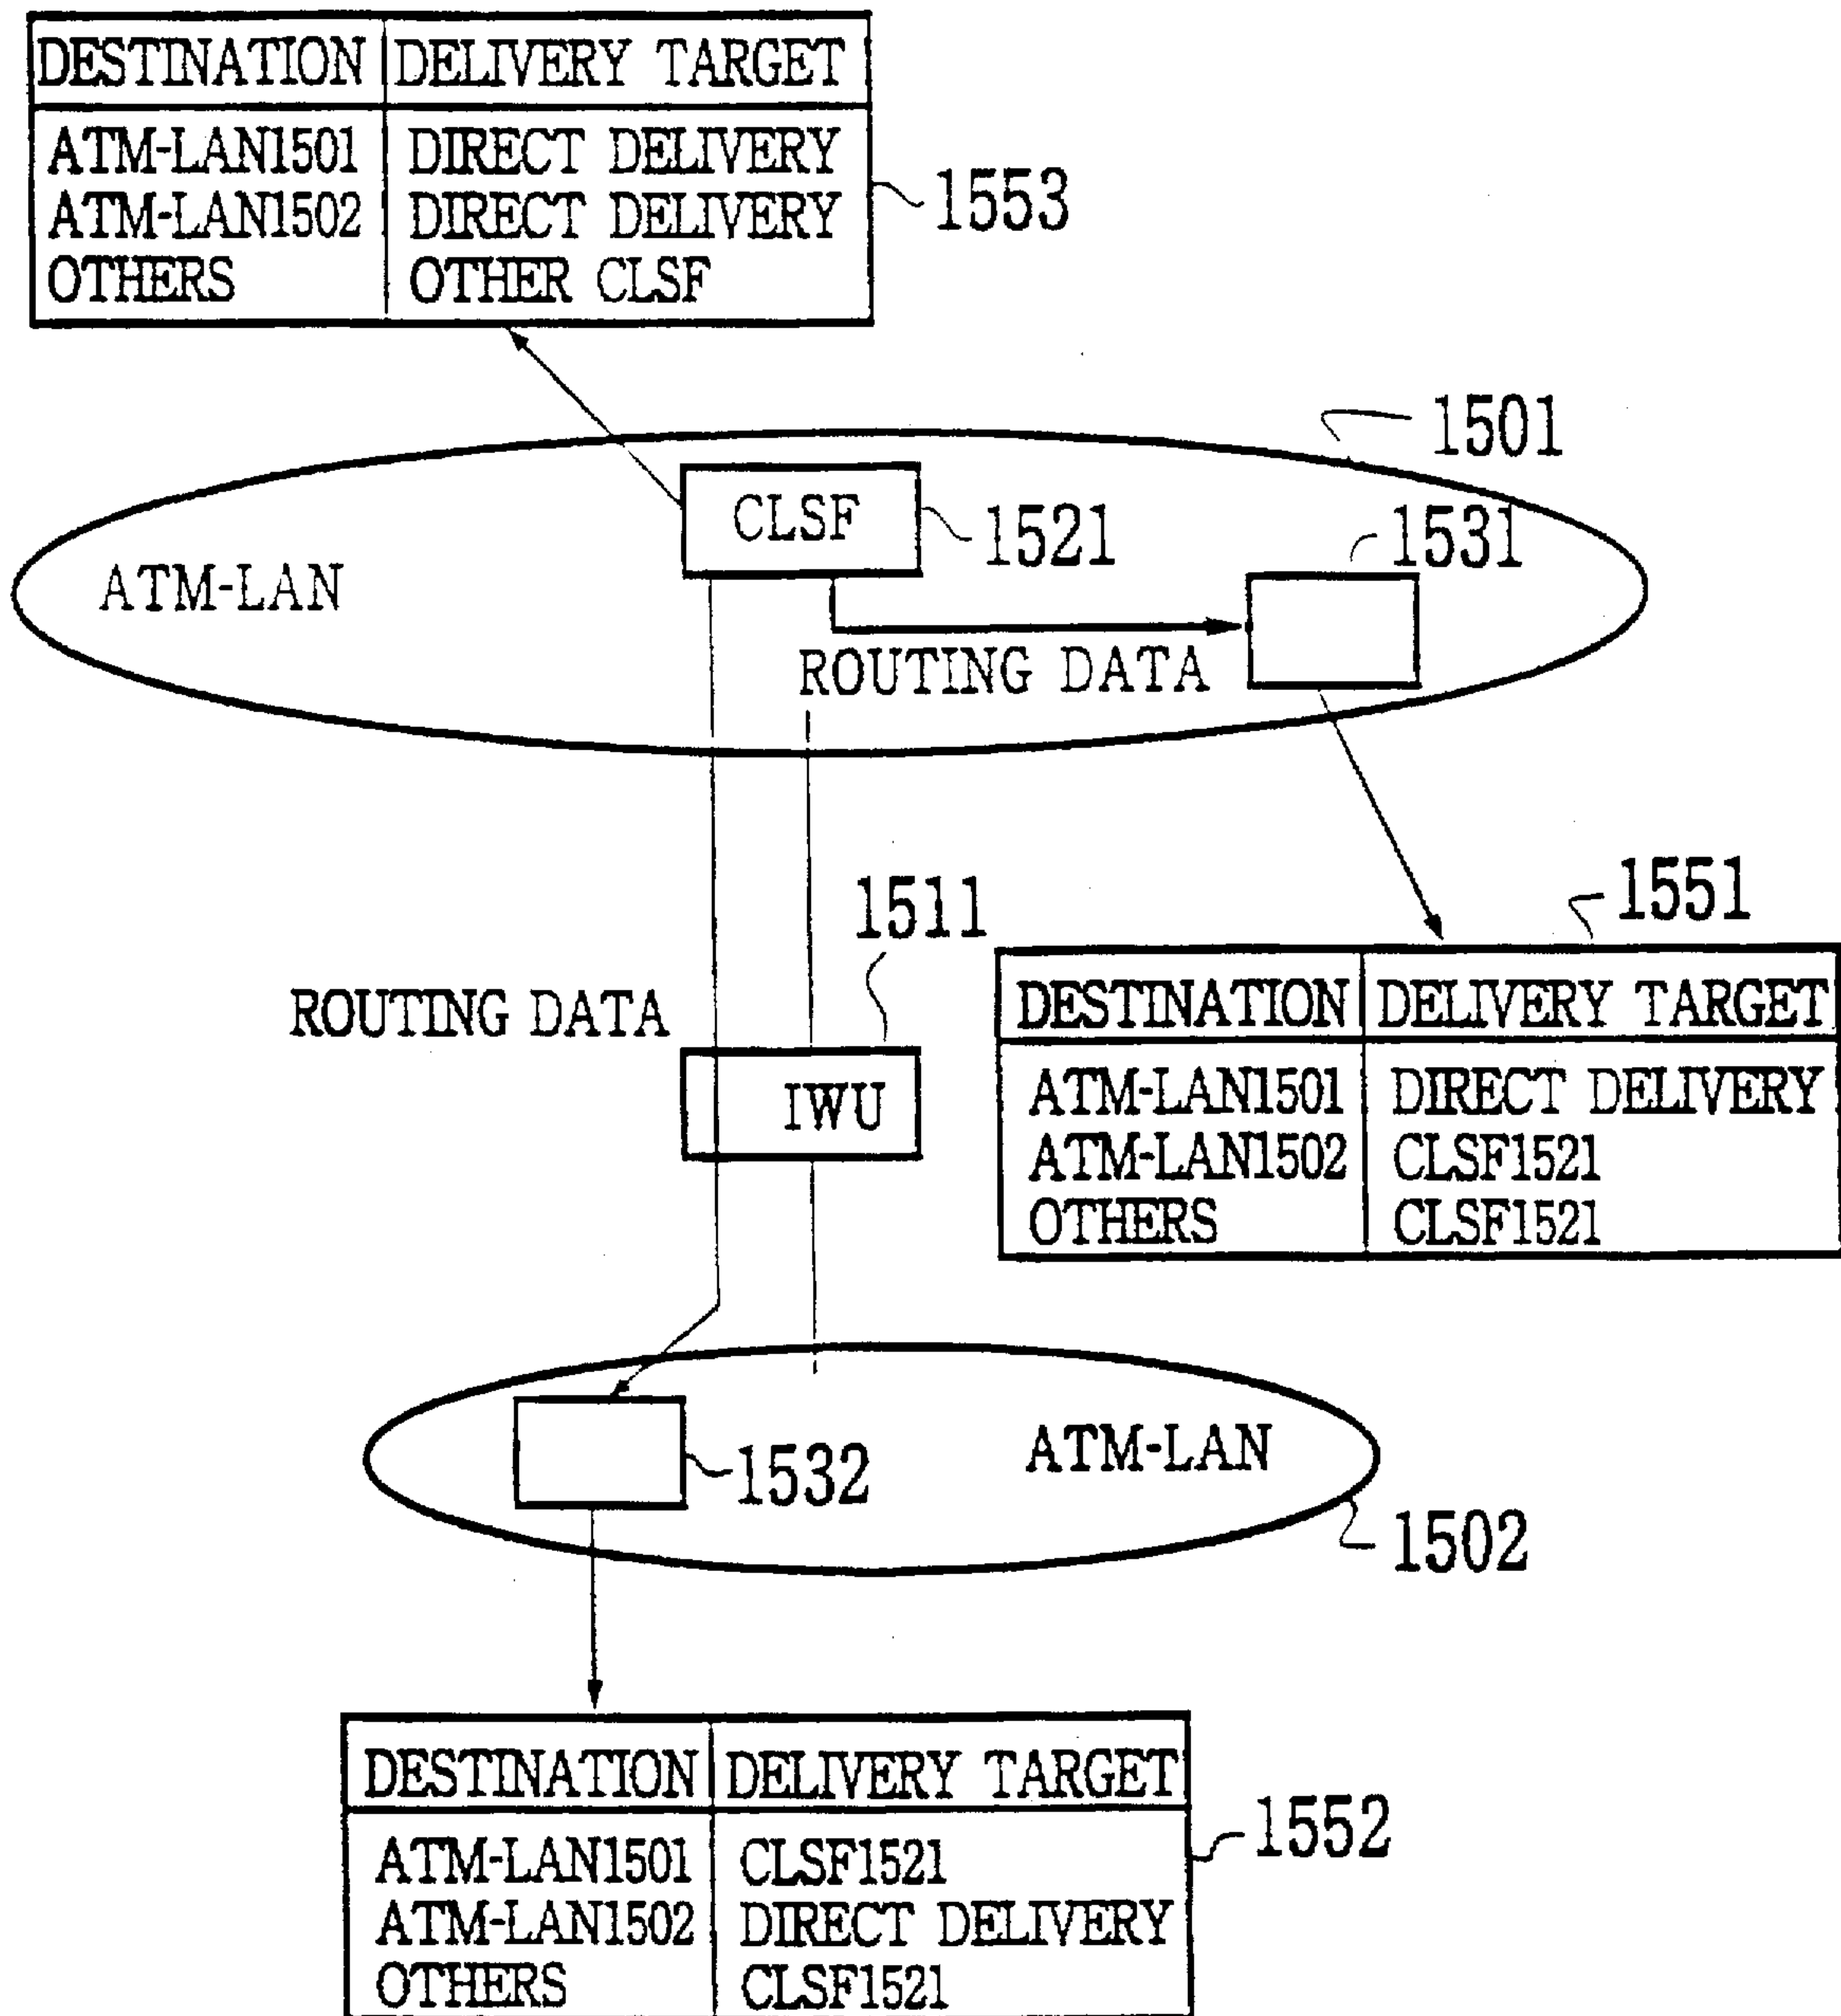 DESTINATION DELIVERY TARGET
ATM-LAN1501 DIRECT DELIVERY
ATM-LAN1502 DIRECT DELIVERY
OTHERS OTHER CLSF
1553
1501
CLSF
1521
1531
ATM-LAN
ROUTING DATA
1551
1511
ROUTING DATA
IWU
DESTINATION DELIVERY TARGET
ATM-LAN1501 DIRECT DELIVERY
ATM-LAN1502 CLSF1521
OTHERS CLSF1521
1532
ATM-LAN
1502
DESTINATION DELIVERY TARGET
ATM-LAN1501 CLSF1521
ATM-LAN1502 DIRECT DELIVERY
OTHERS CLSF1521
1552